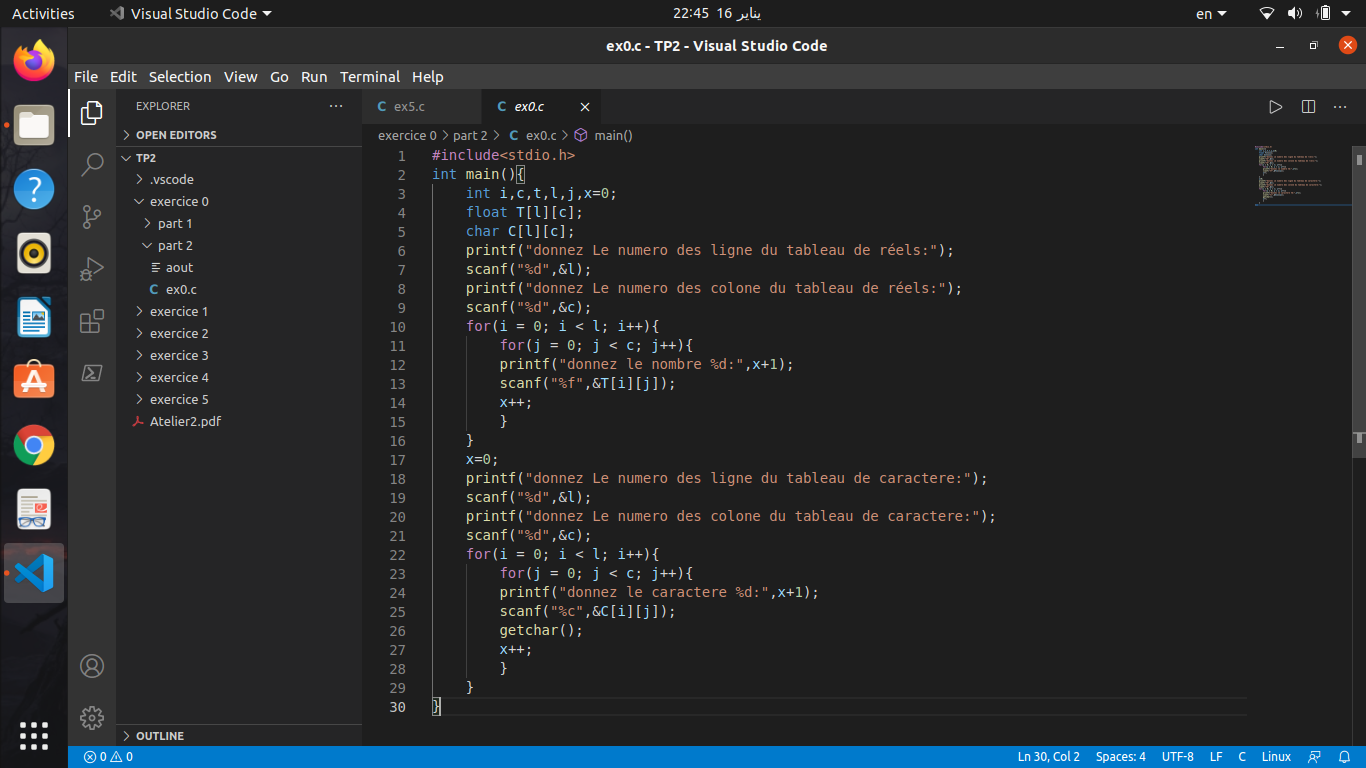 Activities
Visual Studio Code
22:45 16 يناير
en
ex0.c - TP2 - Visual Studio Code
File Edit Selection View Go Run Terminal Help
EXPLORER
OPEN EDITORS
TP2
.vscode
exercice 0
part 1
part 2
aout
C ex0.c
exercice 1
exercice 2
exercice 3
exercice 4
exercice 5
Atelier2.pdf
OUTLINE
C ex5.c
C ex0.c
exercice 0 > part 2 > C ex0.c > main()
1 #include<stdio.h>
2 int main(){
3 int i,c,t,l,j,x=0;
4 float T[l][c];
5 char C[l][c];
6 printf("donnez Le numero des ligne du tableau de réels:");
7 scanf("%d",&l);
8 printf("donnez Le numero des colone du tableau de réels:");
9 scanf("%d",&c);
10 for(i = 0; i < l; i++){
11 for(j = 0; j < c; j++){
12 printf("donnez le nombre %d:",x+1);
13 scanf("%f",&T[i][j]);
14 x++;
15 }
16 }
17 x=0;
18 printf("donnez Le numero des ligne du tableau de caractere:");
19 scanf("%d",&l);
20 printf("donnez Le numero des colone du tableau de caractere:");
21 scanf("%d",&c);
22 for(i = 0; i < l; i++){
23 for(j = 0; j < c; j++){
24 printf("donnez le caractere %d:",x+1);
25 scanf("%c",&C[i][j]);
26 getchar();
27 x++;
28 }
29 }
30 }
0 0
Ln 30, Col 2 Spaces: 4 UTF-8 LF C Linux